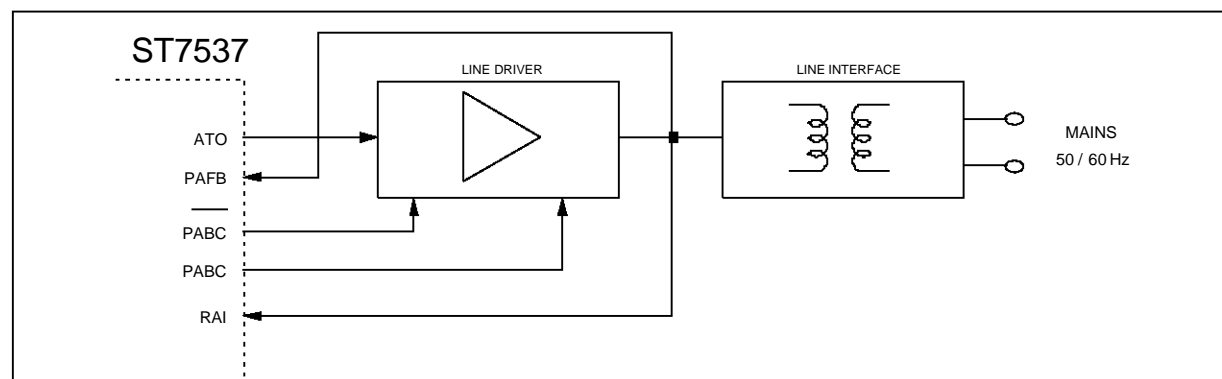 ST7537
LINE DRIVER
LINE INTERFACE
ATO
PAFB
PABC
PABC
RAI
MAINS
50 / 60 Hz